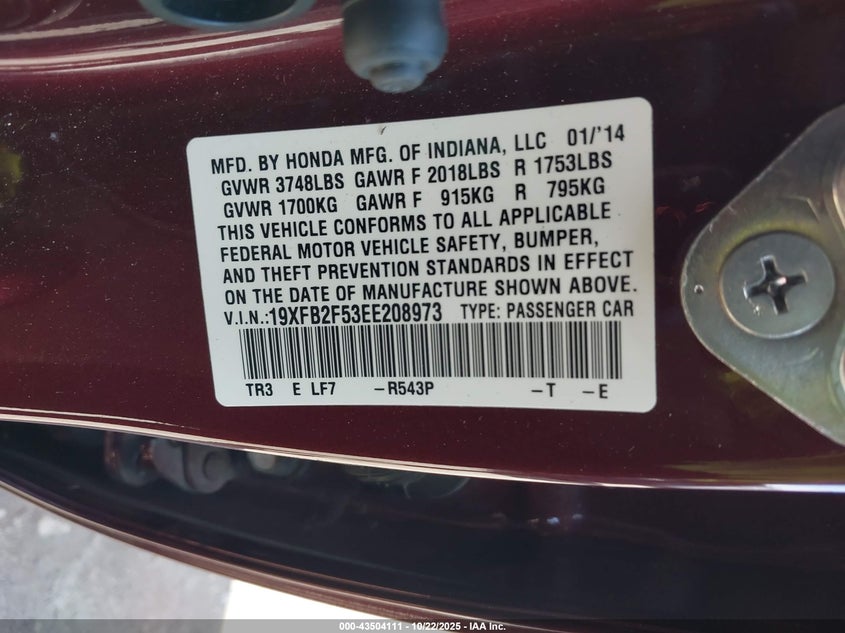 MFD. BY HONDA MFG. OF INDIANA, LLC 01/'14
GVWR 3748LBS GAWR F 2018LBS R 1753LBS
GVWR 1700KG GAWR F 915KG R 795KG
THIS VEHICLE CONFORMS TO ALL APPLICABLE
FEDERAL MOTOR VEHICLE SAFETY, BUMPER,
AND THEFT PREVENTION STANDARDS IN EFFECT
ON THE DATE OF MANUFACTURE SHOWN ABOVE.
V.I.N.:19XFB2F53EE208973 TYPE: PASSENGER CAR
TR3 E LF7 –R543P –T –E
000-43504111 - 10/22/2025 - IAA Inc.